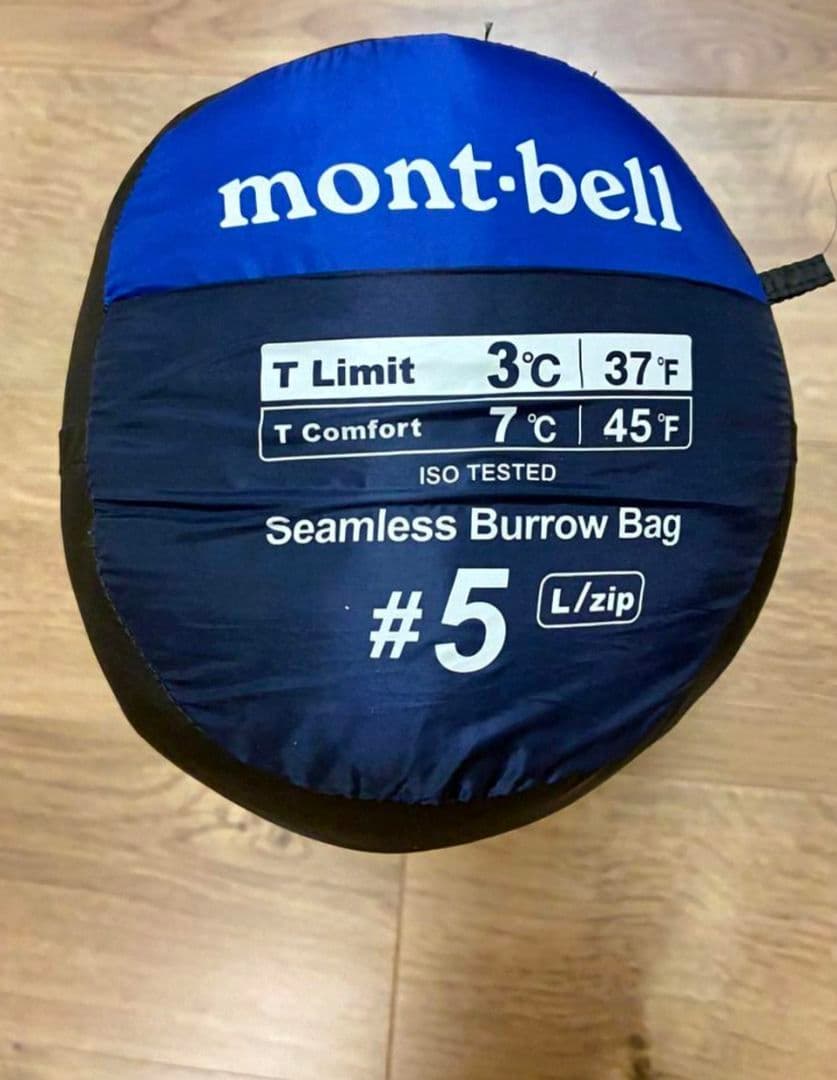 mont·bell
T Limit 3℃ | 37℉
T Comfort 7℃ | 45℉
ISO TESTED
Seamless Burrow Bag
#5 L/zip